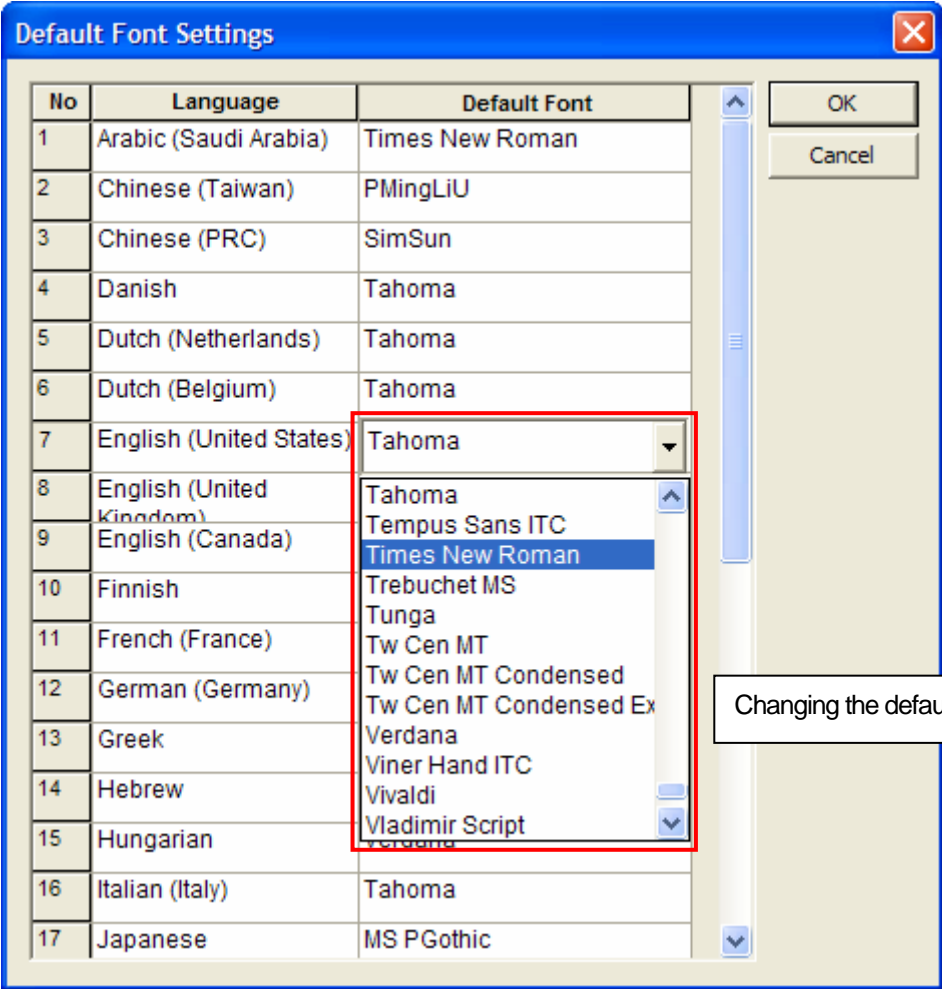 Default Font Settings
No Language Default Font
OK
Cancel
1 Arabic (Saudi Arabia) Times New Roman
2 Chinese (Taiwan) PMingLiU
3 Chinese (PRC) SimSun
4 Danish Tahoma
5 Dutch (Netherlands) Tahoma
6 Dutch (Belgium) Tahoma
7 English (United States) Tahoma
8 English (United
Kingdom)
9 English (Canada)
10 Finnish
11 French (France)
12 German (Germany)
13 Greek
14 Hebrew
15 Hungarian Verdana
16 Italian (Italy) Tahoma
17 Japanese MS PGothic
Tahoma
Tempus Sans ITC
Times New Roman
Trebuchet MS
Tunga
Tw Cen MT
Tw Cen MT Condensed
Tw Cen MT Condensed Ex
Verdana
Viner Hand ITC
Vivaldi
Vladimir Script
Changing the defau